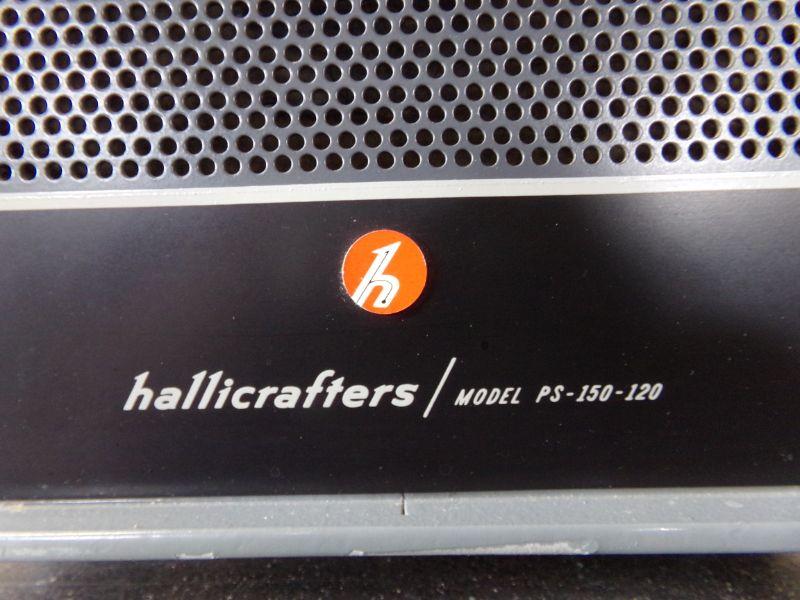 h
hallicrafters / MODEL PS-150-120